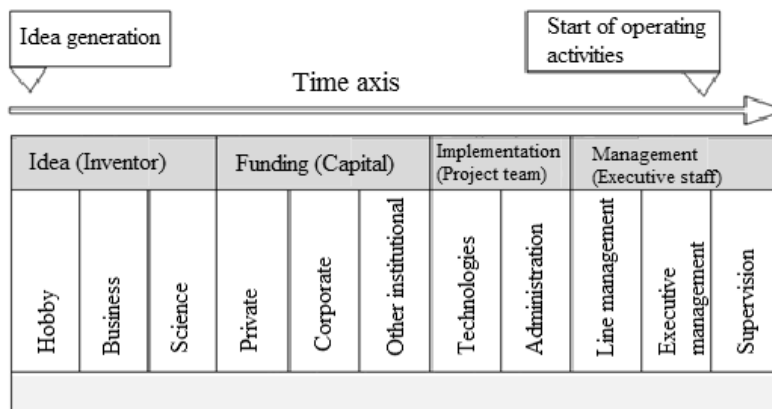 Idea generation
Start of operating
activities
Time axis
Idea (Inventor)
Funding (Capital)
Implementation
(Project team)
Management
(Executive staff)
Hobby
Business
Science
Private
Corporate
Other institutional
Technologies
Administration
Line management
Executive
management
Supervision